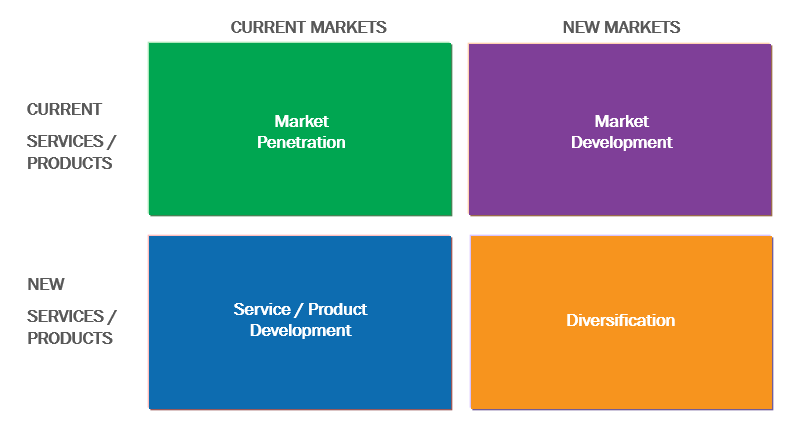 CURRENT MARKETS
NEW MARKETS
CURRENT
SERVICES /
PRODUCTS
Market
Penetration
Market
Development
NEW
SERVICES /
PRODUCTS
Service / Product
Development
Diversification